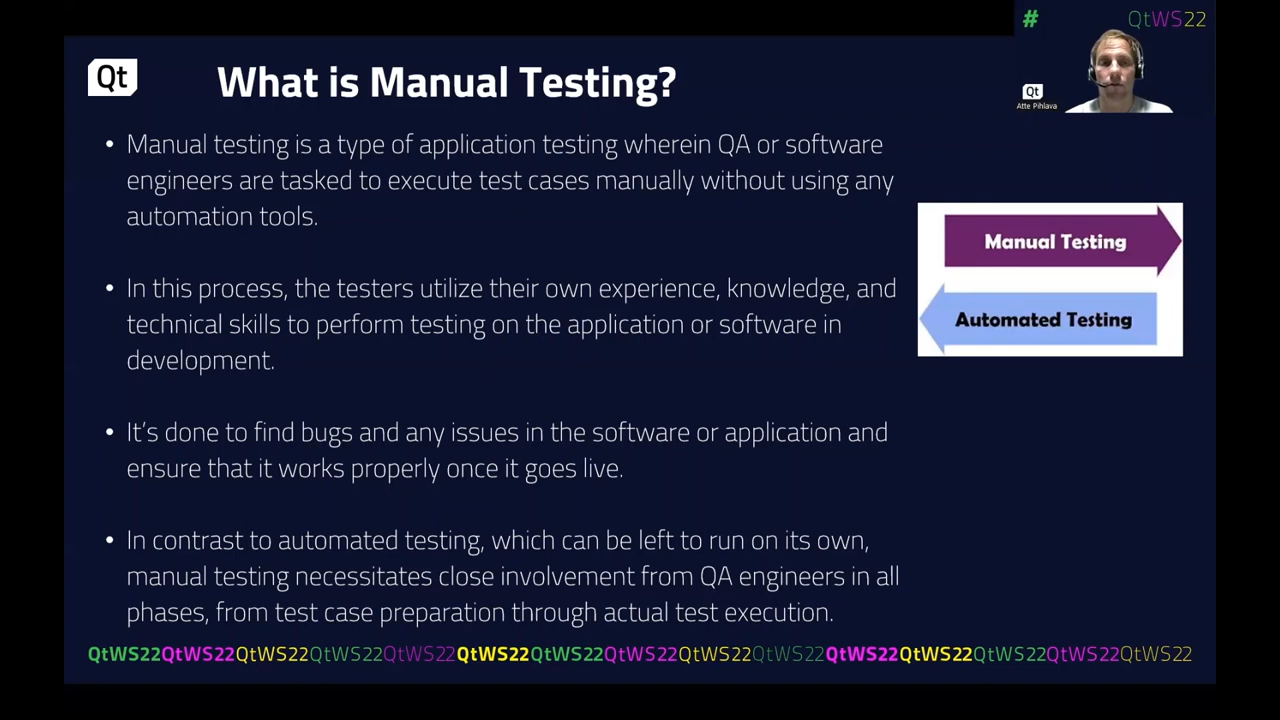 # QtWS22
Qt
What is Manual Testing?
Qt
Atte Pihlava
• Manual testing is a type of application testing wherein QA or software
engineers are tasked to execute test cases manually without using any
automation tools.
• In this process, the testers utilize their own experience, knowledge, and
technical skills to perform testing on the application or software in
development.
• It’s done to find bugs and any issues in the software or application and
ensure that it works properly once it goes live.
• In contrast to automated testing, which can be left to run on its own,
manual testing necessitates close involvement from QA engineers in all
phases, from test case preparation through actual test execution.
Manual Testing
Automated Testing
QtWS22QtWS22QtWS22QtWS22QtWS22QtWS22QtWS22QtWS22QtWS22QtWS22QtWS22QtWS22QtWS22QtWS22QtWS22